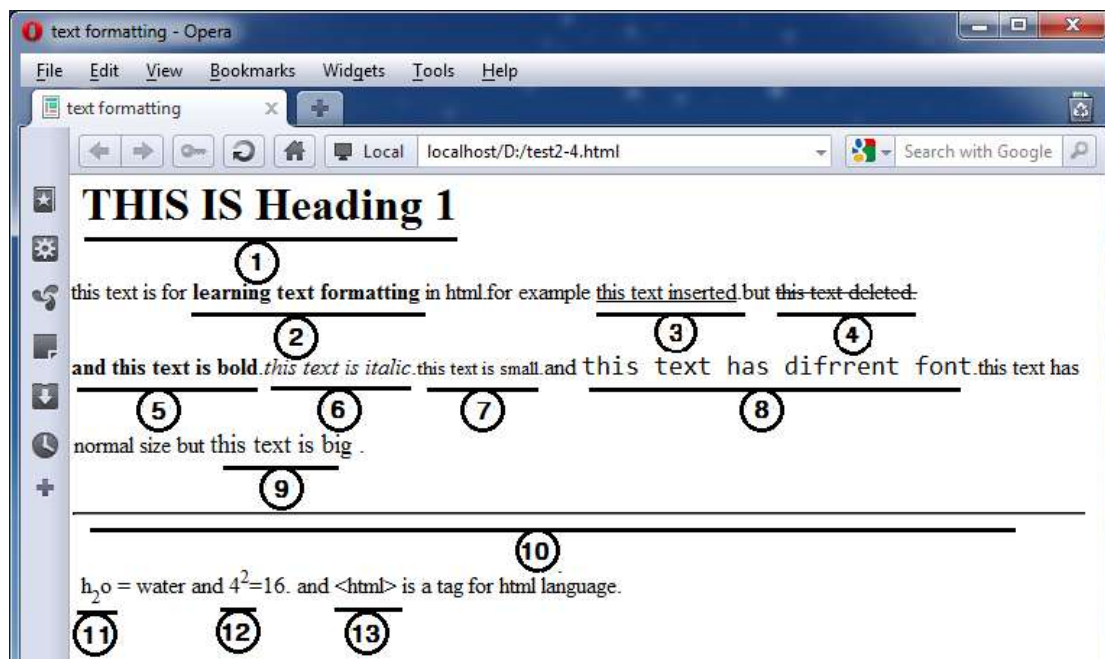 text formatting - Opera
File Edit View Bookmarks Widgets Tools Help
text formatting
Local localhost/D:/test2-4.html Search with Google
THIS IS Heading 1
1
this text is for learning text formatting in html.for example this text inserted.but this text deleted.
2 3 4
and this text is bold.this text is italic.this text is small.and this text has difrrent font.this text has
5 6 7 8
normal size but this text is big .
9
10
h₂o = water and 4²=16. and <html> is a tag for html language.
11 12 13